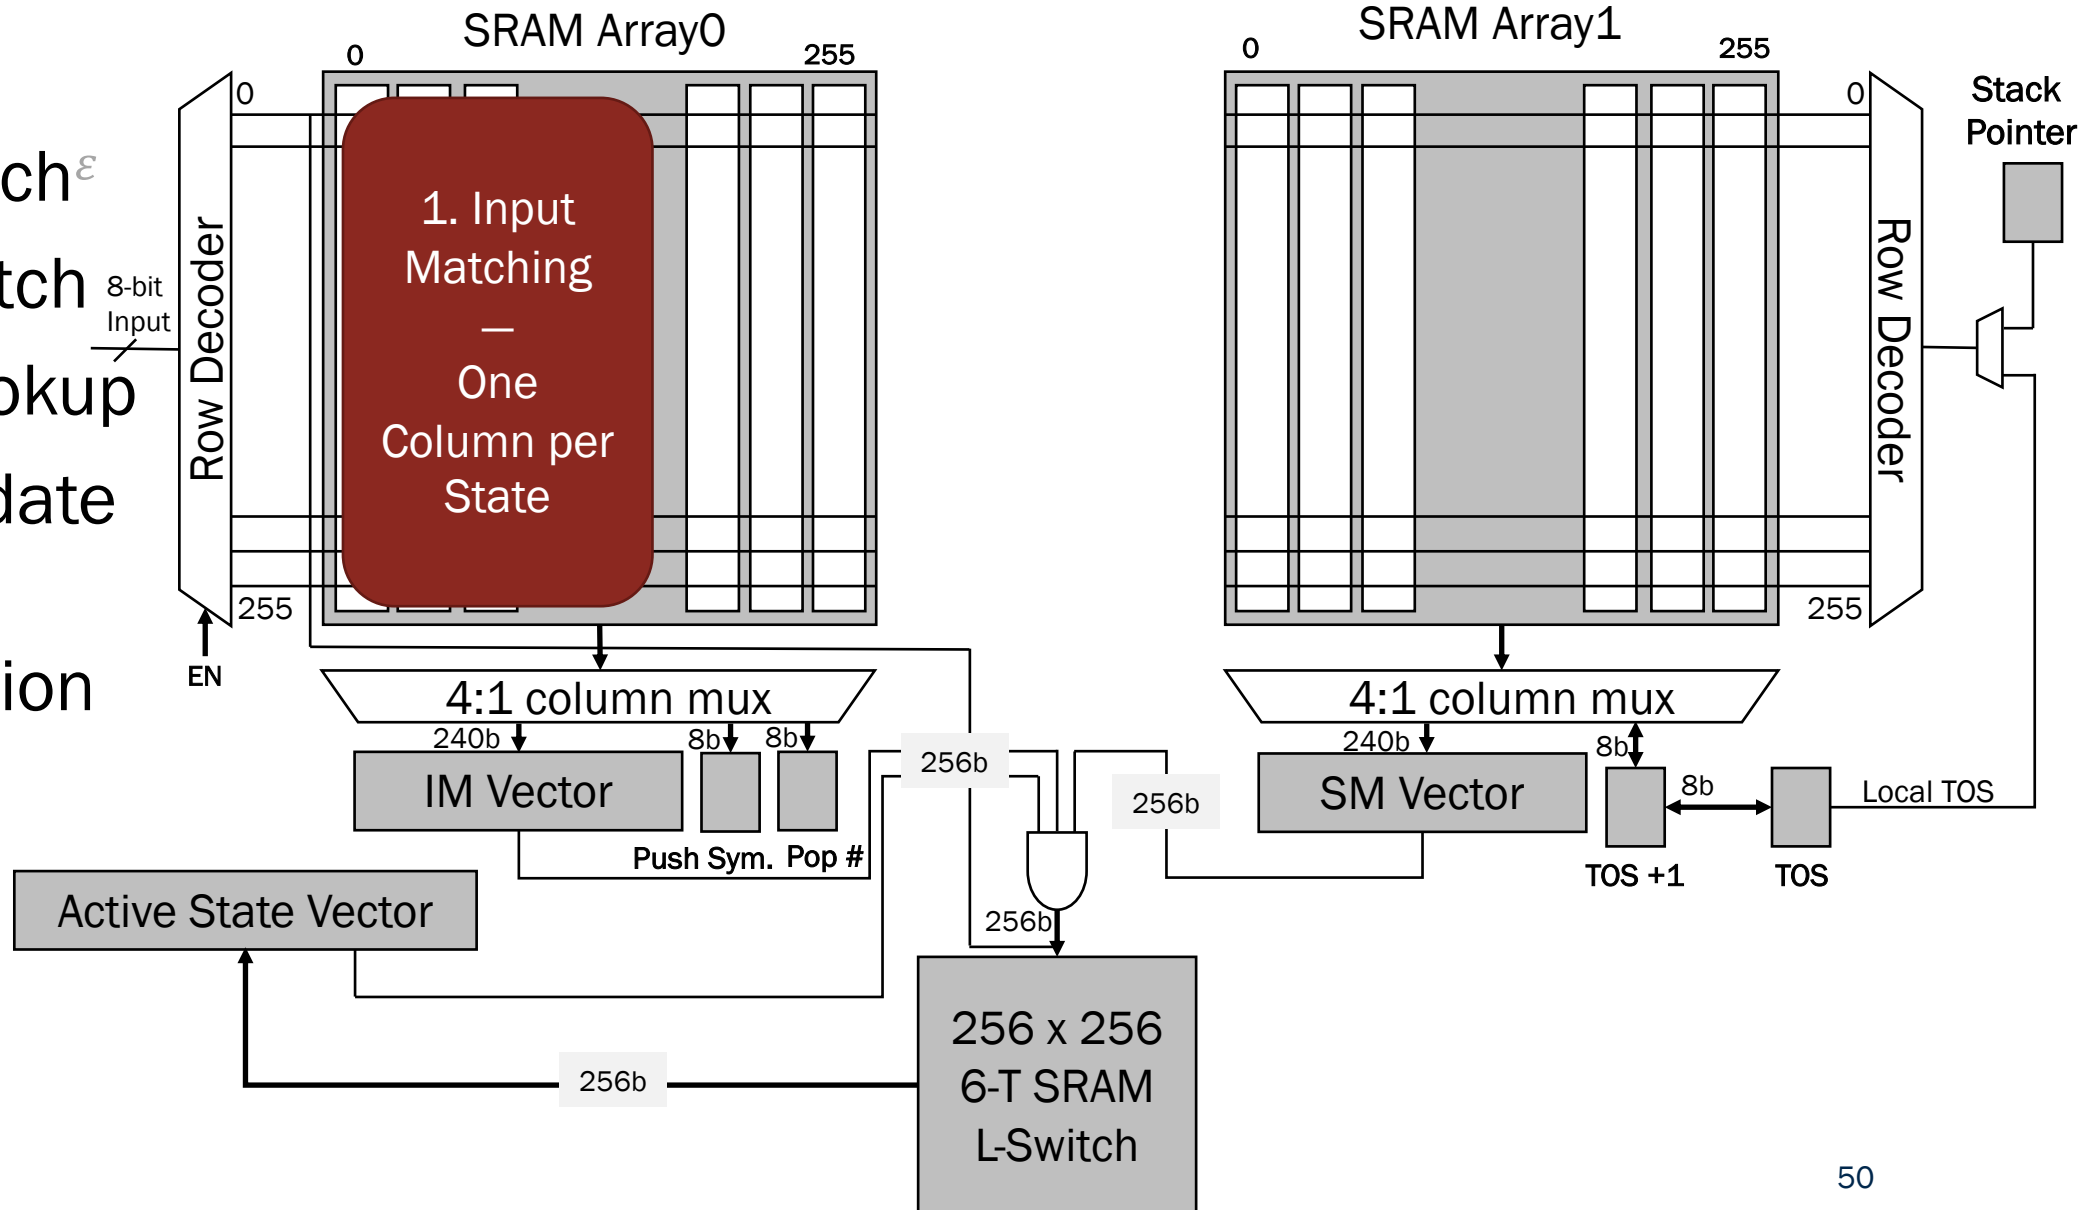 SRAM Array0
SRAM Array1
0
255
0
255
0
0
Stack
Pointer
chᵋ
tch
okup
date
ion
8-bit
Input
Row Decoder
1. Input
Matching
—
One
Column per
State
Row Decoder
255
255
EN
4:1 column mux
4:1 column mux
240b
8b
8b
256b
240b
8b
IM Vector
SM Vector
8b
Local TOS
256b
Push Sym.
Pop #
TOS +1
TOS
Active State Vector
256b
256 x 256
6-T SRAM
L-Switch
256b
50